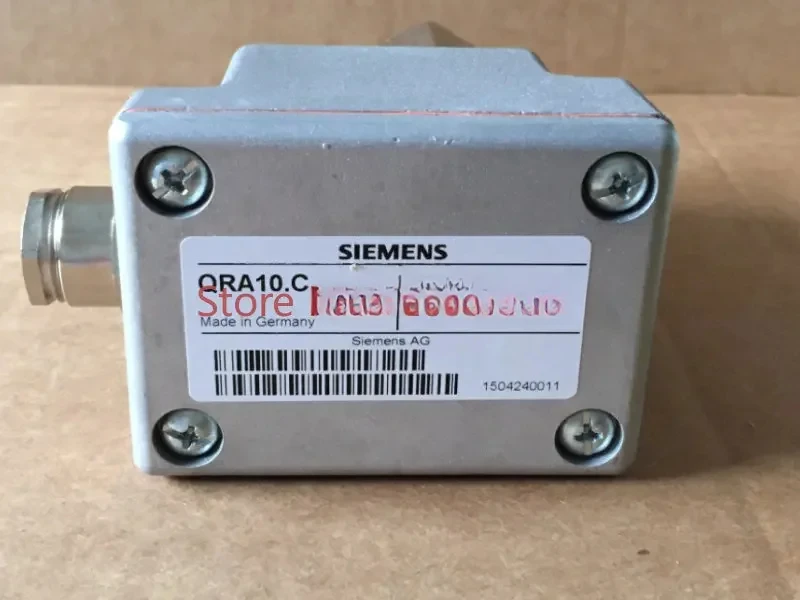 SIEMENS
QRA10.C
Store
Made in Germany
Siemens AG
1504240011